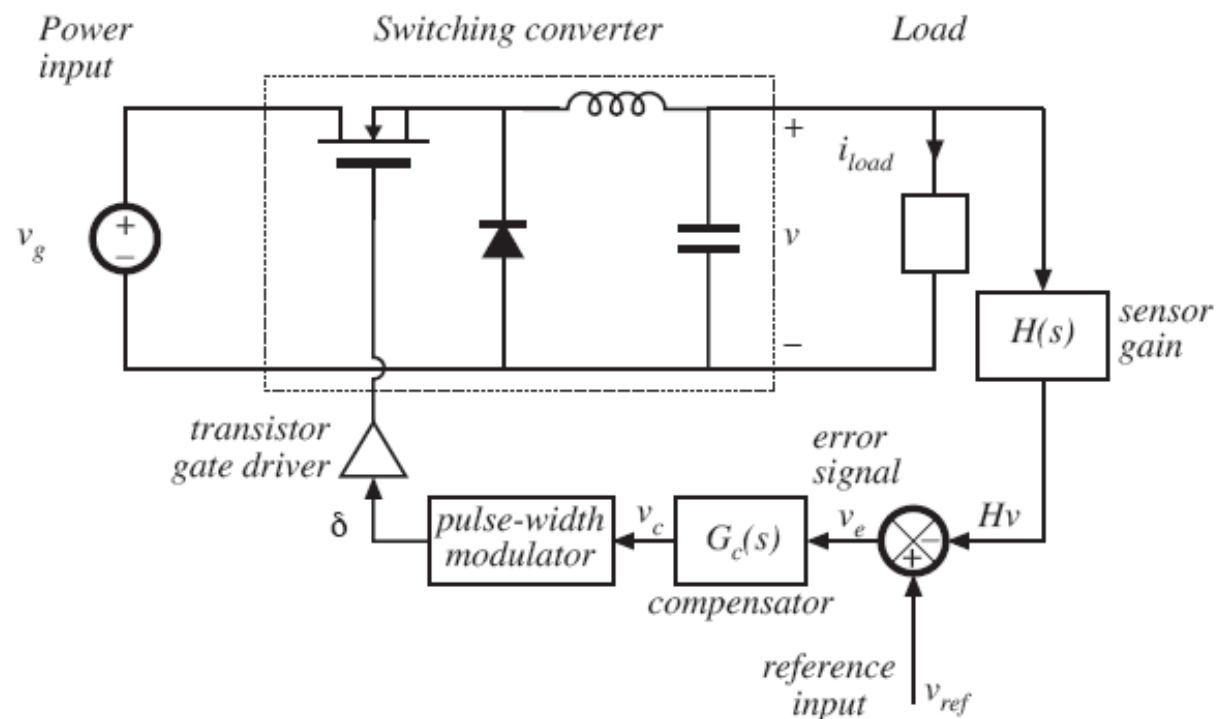 Power
input
Switching converter
Load
+
i_load
v_g
+
−
v
H(s)
sensor
gain
−
transistor
gate driver
error
signal
δ
pulse-width
modulator
v_c
G_c(s)
v_e
−
+
Hv
compensator
reference
input
v_ref